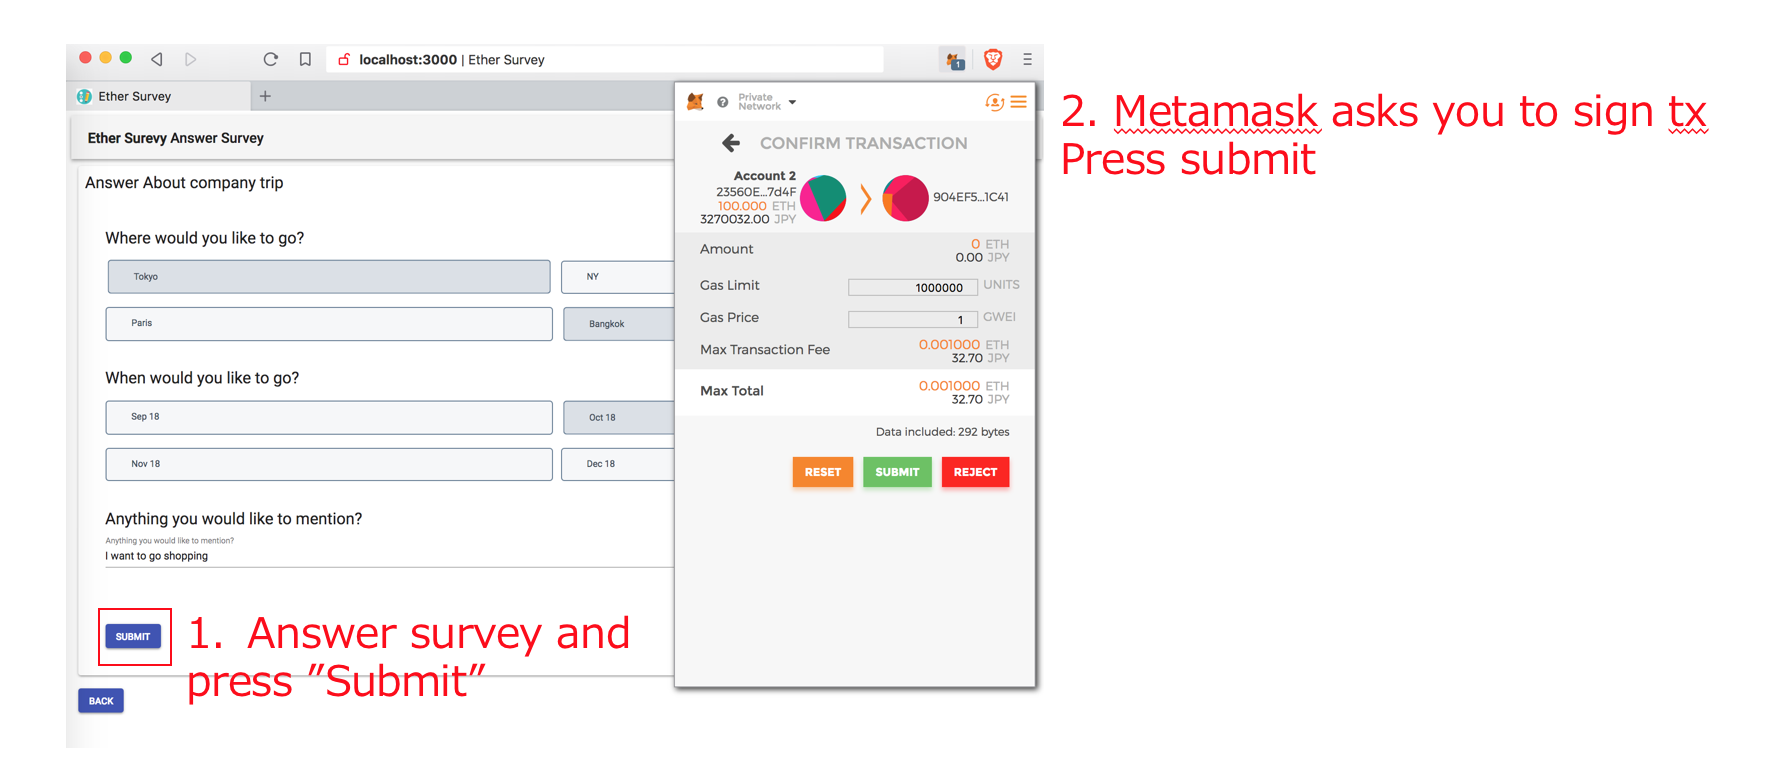 localhost:3000 | Ether Survey
1
Ether Survey
Ether Surevy Answer Survey
Answer About company trip
Where would you like to go?
Tokyo
NY
Paris
Bangkok
When would you like to go?
Sep 18
Oct 18
Nov 18
Dec 18
Anything you would like to mention?
Anything you would like to mention?
I want to go shopping
SUBMIT
1. Answer survey and
press ”Submit”
BACK
Private
Network
CONFIRM TRANSACTION
Account 2
23560E...7d4F
100.000 ETH
3270032.00 JPY
904EF5...1C41
Amount
0 ETH
0.00 JPY
Gas Limit
1000000 UNITS
Gas Price
1 GWEI
Max Transaction Fee
0.001000 ETH
32.70 JPY
Max Total
0.001000 ETH
32.70 JPY
Data included: 292 bytes
RESET
SUBMIT
REJECT
2. Metamask asks you to sign tx
Press submit